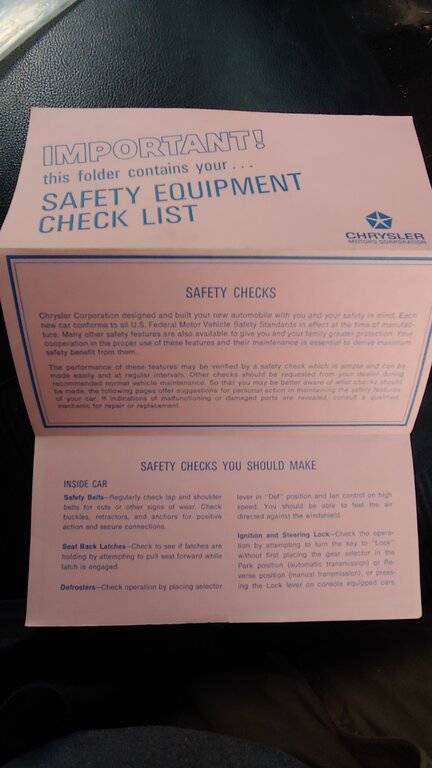 IMPORTANT!
this folder contains your . . .
SAFETY EQUIPMENT
CHECK LIST
CHRYSLER
MOTORS CORPORATION
SAFETY CHECKS
Chrysler Corporation designed and built your new automobile with you and your safety in mind. Each
new car conforms to all U.S. Federal Motor Vehicle Safety Standards in effect at the time of manufac-
ture. Many other safety features are also available to give you and your family greater protection. Your
cooperation in the proper use of these features and their maintenance is essential to derive maximum
safety benefit from them.
The performance of these features may be verified by a safety check which is simple and can be
made easily and at regular intervals. Other checks should be requested from your dealer during
recommended normal vehicle maintenance. So that you may be better aware of what checks should
be made, the following pages offer suggestions for personal action in maintaining the safety features
of your car. If indications of malfunctioning or damaged parts are revealed, consult a qualified
mechanic for repair or replacement.
SAFETY CHECKS YOU SHOULD MAKE
INSIDE CAR
Safety Belts—Regularly check lap and shoulder
belts for cuts or other signs of wear. Check
buckles, retractors, and anchors for positive
action and secure connections.
Seat Back Latches—Check to see if latches are
holding by attempting to pull seat forward while
latch is engaged.
Defrosters—Check operation by placing selector
lever in "Def" position and fan control on high
speed. You should be able to feel the air
directed against the windshield.
Ignition and Steering Lock—Check the opera-
tion by attempting to turn the key to "Lock"
without first placing the gear selector in the
Park position (automatic transmission) or Re-
verse position (manual transmission), or press-
ing the Lock lever on console equipped cars.